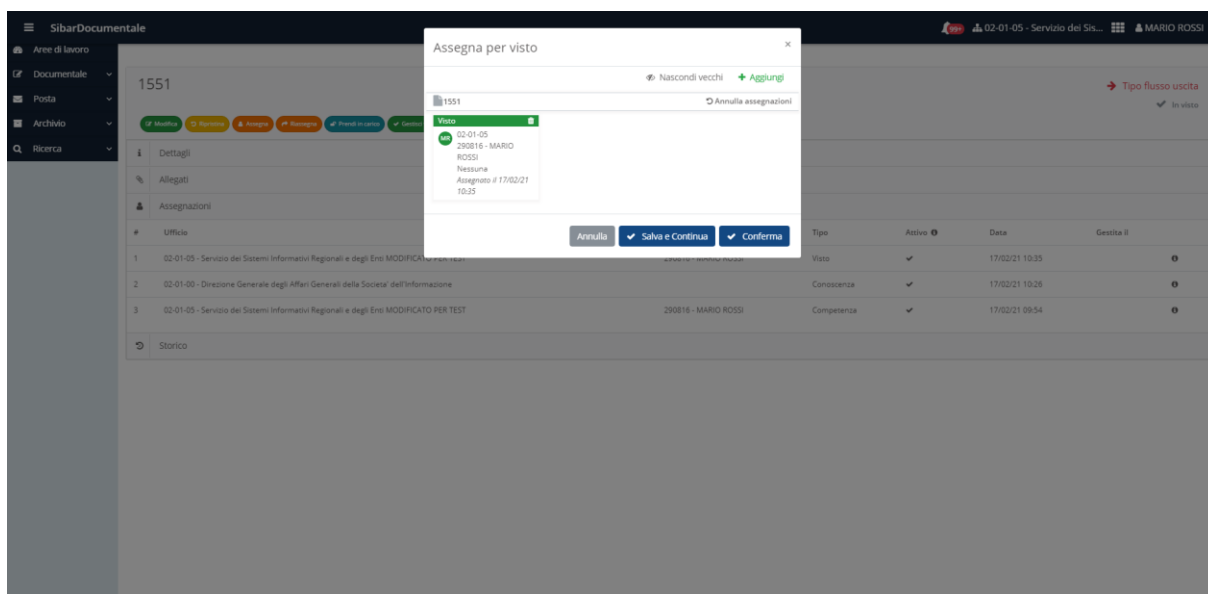 SibarDocumentale
99+
02-01-05 - Servizio dei Sis...
MARIO ROSSI
Aree di lavoro
Documentale
Posta
Archivio
Ricerca
1551
Tipo flusso uscita
In visto
Modifica
Ripristina
Assegna
Riassegna
Prendi in carico
Dettagli
Allegati
Assegnazioni
# Ufficio Tipo Attivo Data Gestita il
1 02-01-05 - Servizio dei Sistemi Informativi Regionali e degli Enti MODIFICATO PER TEST 290816 - MARIO ROSSI Visto 17/02/21 10:35
2 02-01-00 - Direzione Generale degli Affari Generali della Societa' dell'Informazione Conoscenza 17/02/21 10:26
3 02-01-05 - Servizio dei Sistemi Informativi Regionali e degli Enti MODIFICATO PER TEST 290816 - MARIO ROSSI Competenza 17/02/21 09:54
Storico
Assegna per visto ×
Nascondi vecchi + Aggiungi
1551 Annulla assegnazioni
Visto
MR
02-01-05
290816 - MARIO
ROSSI
Nessuna
Assegnato il 17/02/21
10:35
Annulla Salva e Continua Conferma